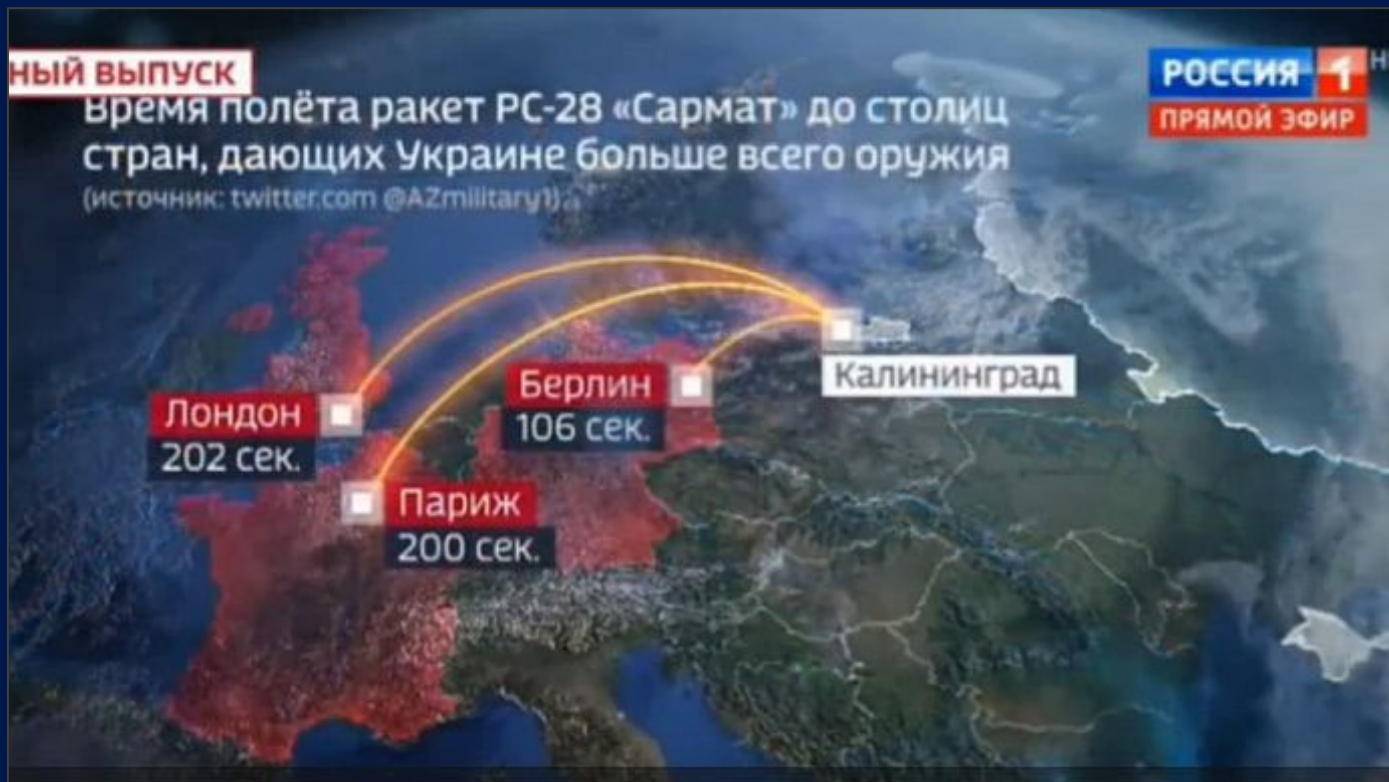 НЫЙ ВЫПУСК
РОССИЯ 1
ПРЯМОЙ ЭФИР
Время полёта ракет РС-28 «Сармат» до столиц
стран, дающих Украине больше всего оружия
(источник: twitter.com @AZmilitary1)
Калининград
Берлин
106 сек.
Лондон
202 сек.
Париж
200 сек.